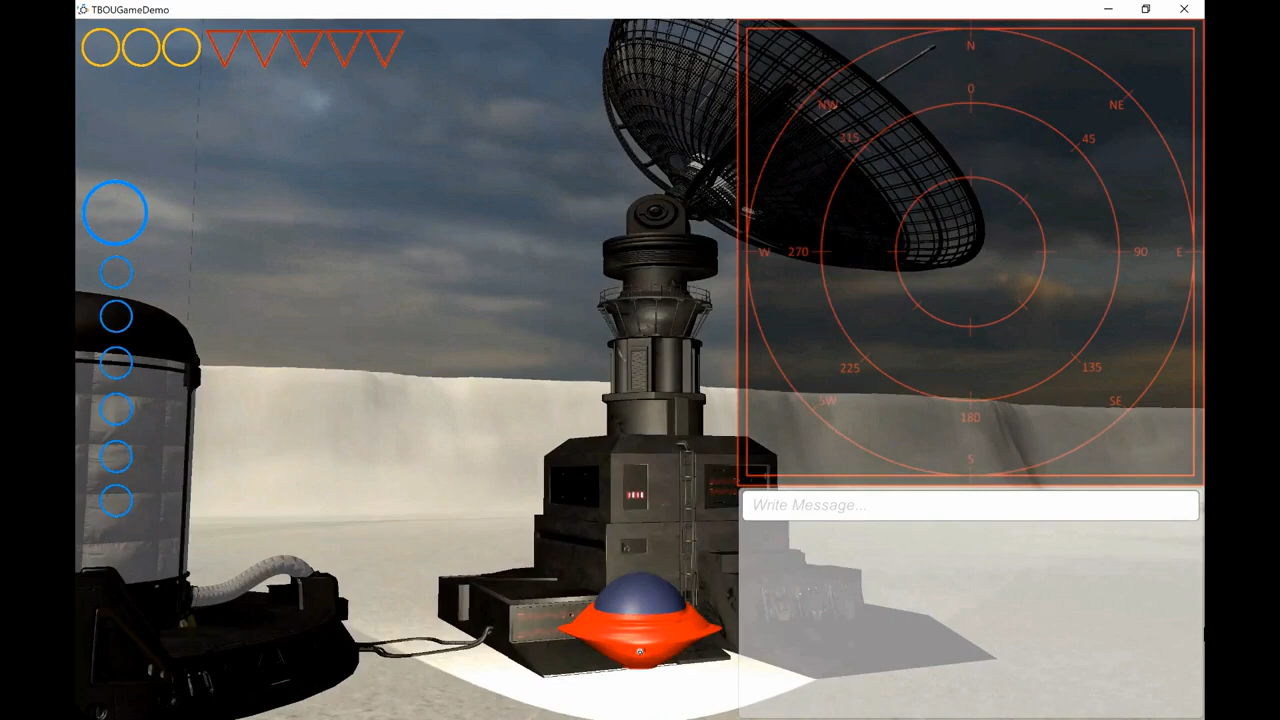 TBOUGameDemo
N
0
NW
NE
315
45
W
270
90
E
225
135
SW
SE
180
S
Write Message...